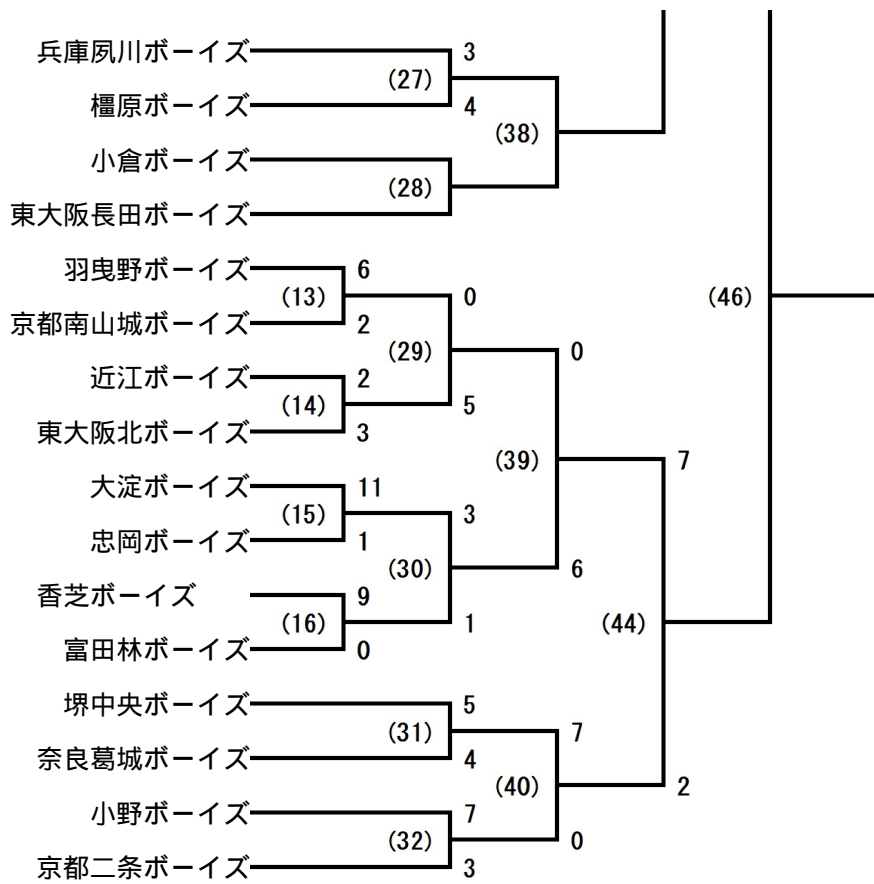 兵庫夙川ボーイズ 3
(27)
橿原ボーイズ 4
(38)
小倉ボーイズ
(28)
東大阪長田ボーイズ
羽曳野ボーイズ 6
(13) 0 (46)
京都南山城ボーイズ 2
(29) 0
近江ボーイズ 2
(14) 5
東大阪北ボーイズ 3
(39) 7
大淀ボーイズ 11
(15) 3
忠岡ボーイズ 1
(30) 6
香芝ボーイズ 9
(16) 1 (44)
富田林ボーイズ 0
堺中央ボーイズ 5
(31) 7
奈良葛城ボーイズ 4
(40) 2
小野ボーイズ 7
(32) 0
京都二条ボーイズ 3